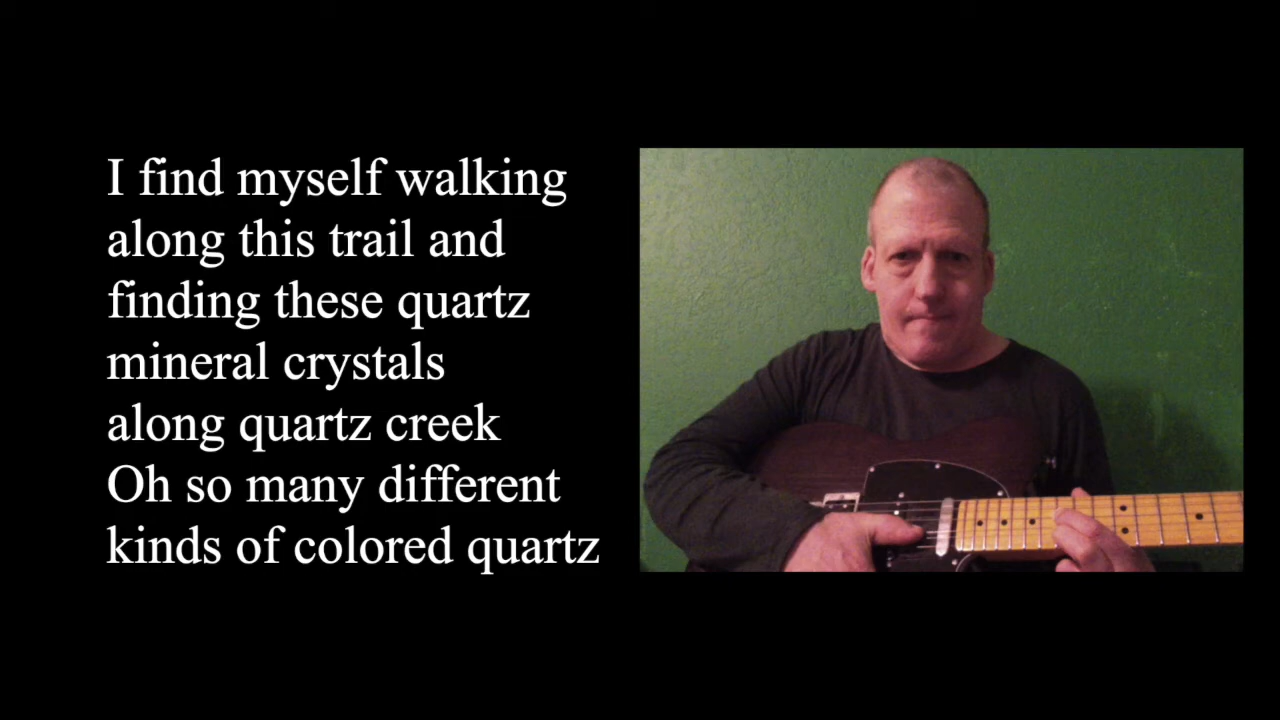 I find myself walking
along this trail and
finding these quartz
mineral crystals
along quartz creek
Oh so many different
kinds of colored quartz